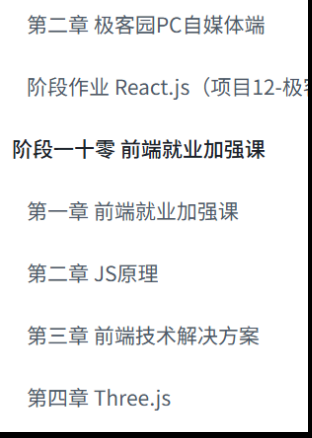 第二章 极客园PC自媒体端
阶段作业 React.js（项目12-极
阶段一十零 前端就业加强课
第一章 前端就业加强课
第二章 JS原理
第三章 前端技术解决方案
第四章 Three.js